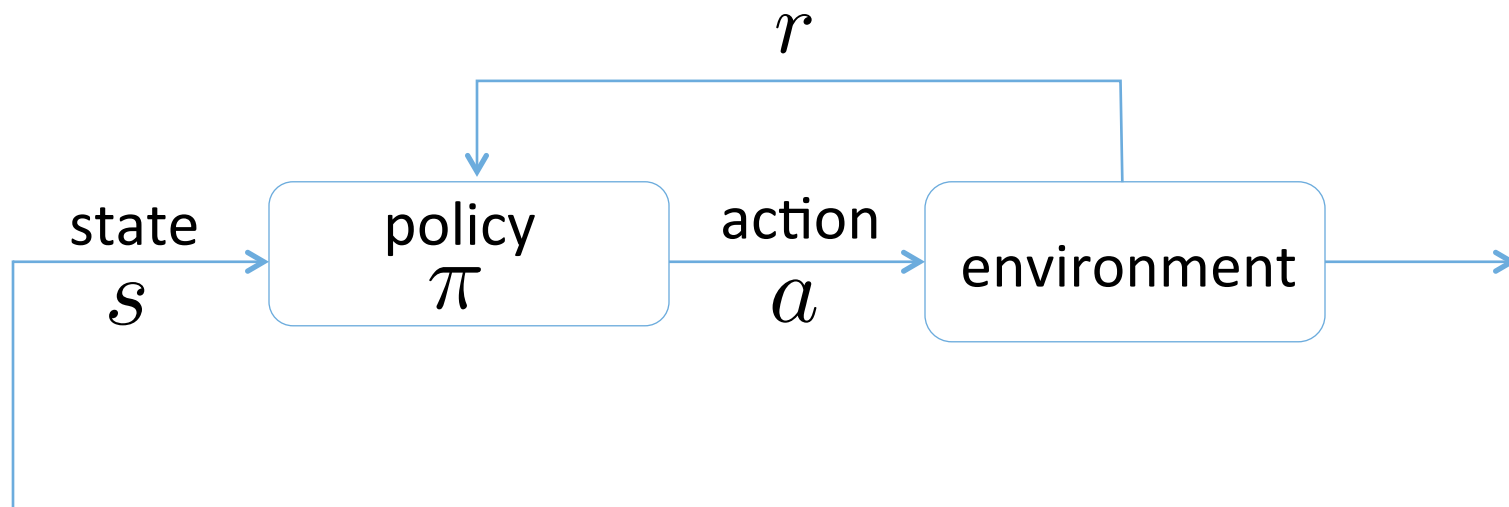 r
state
s
policy
π
action
a
environment